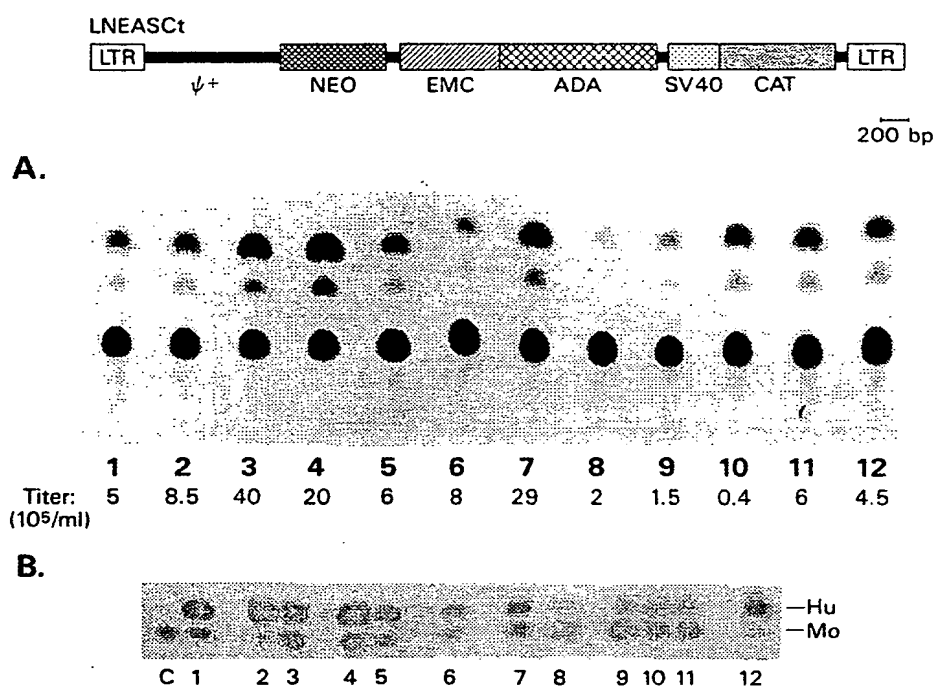 LNEASCt
LTR
LTR
ψ+ NEO EMC ADA SV40 CAT
200 bp
A.
1 2 3 4 5 6 7 8 9 10 11 12
Titer: 5 8.5 40 20 6 8 29 2 1.5 0.4 6 4.5
(10⁵/ml)
B.
Hu
Mo
C 1 2 3 4 5 6 7 8 9 10 11 12